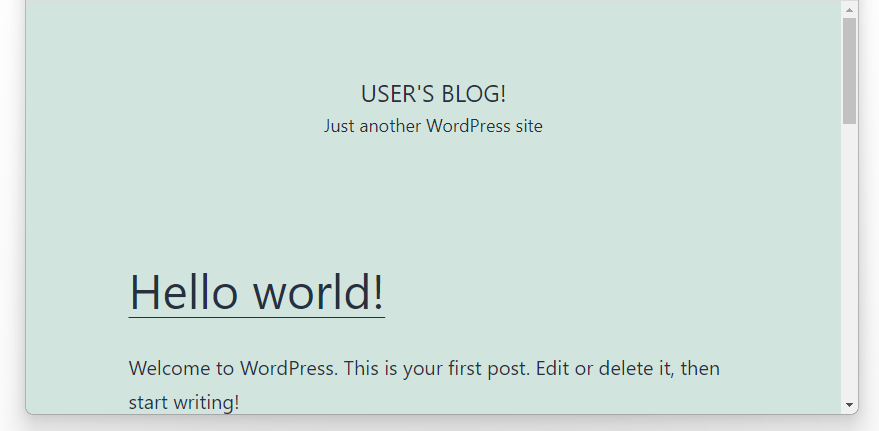 USER'S BLOG!
Just another WordPress site
Hello world!
Welcome to WordPress. This is your first post. Edit or delete it, then
start writing!